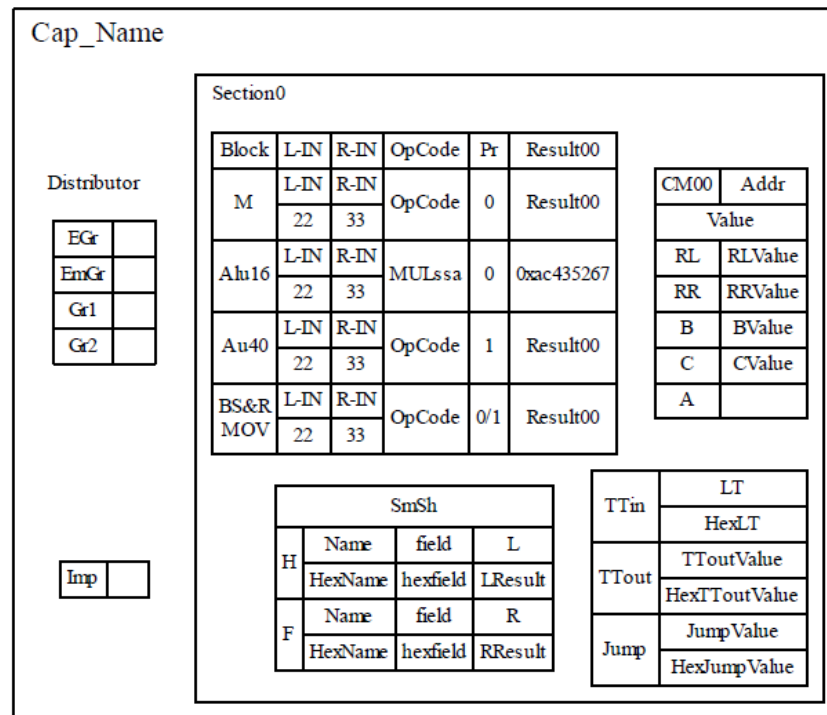 Cap_Name
Section0
Distributor
EGr
EmGr
Gr1
Gr2
Imp
Block L-IN R-IN OpCode Pr Result00
M L-IN R-IN OpCode 0 Result00
22 33
Alu16 L-IN R-IN MULssa 0 0xac435267
22 33
Au40 L-IN R-IN OpCode 1 Result00
22 33
BS&R
MOV L-IN R-IN OpCode 0/1 Result00
22 33
CM00 Addr
Value
RL RLValue
RR RRValue
B BValue
C CValue
A
SmSh
H Name field L
HexName hexfield LResult
F Name field R
HexName hexfield RResult
TTin LT
HexLT
TTout TToutValue
HexTToutValue
Jump JumpValue
HexJumpValue